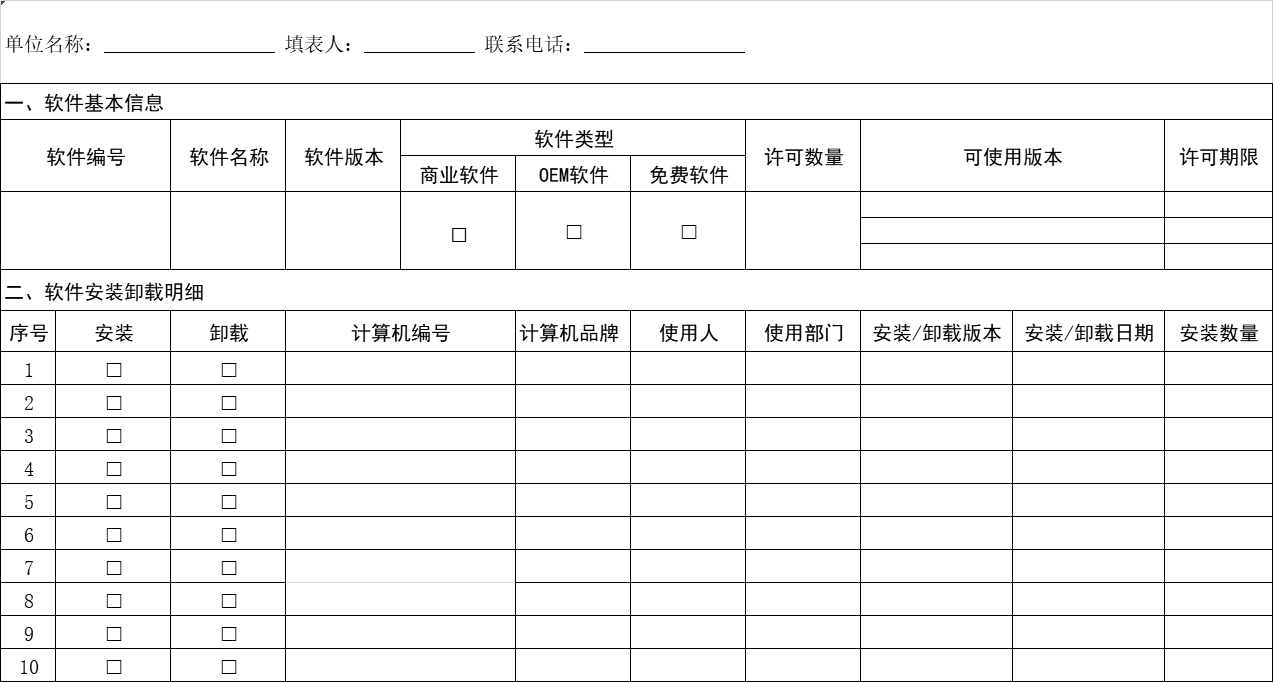 单位名称：_________________ 填表人：___________ 联系电话：________________
一、软件基本信息
软件编号 软件名称 软件版本 软件类型 许可数量 可使用版本 许可期限
商业软件 OEM软件 免费软件
□ □ □
二、软件安装卸载明细
序号 安装 卸载 计算机编号 计算机品牌 使用人 使用部门 安装/卸载版本 安装/卸载日期 安装数量
1 □ □
2 □ □
3 □ □
4 □ □
5 □ □
6 □ □
7 □ □
8 □ □
9 □ □
10 □ □